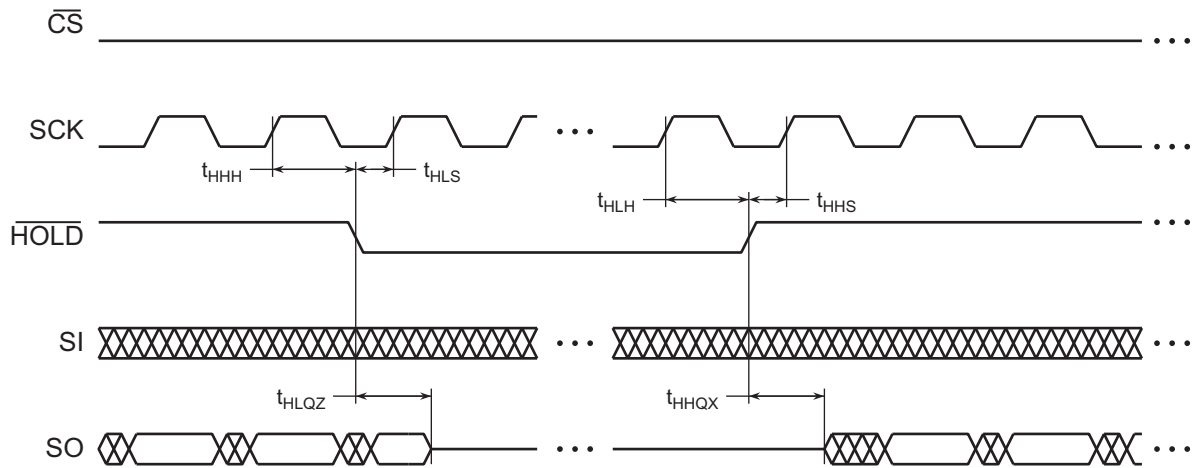 CS
SCK
tHHH
tHLS
tHLH
tHHS
HOLD
SI
tHLQZ
tHHQX
SO